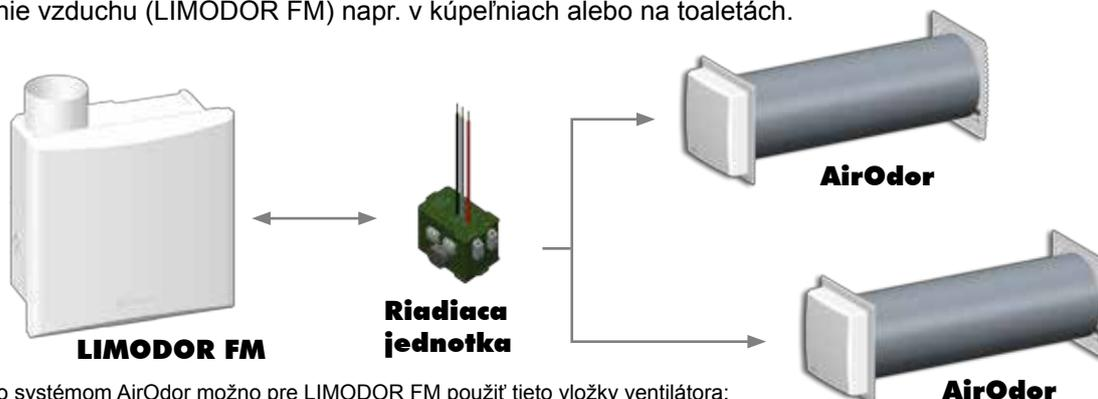 nie vzduchu (LIMODOR FM) napr. v kúpeľniach alebo na toaletách.
AirOdor
Riadiaca
jednotka
LIMODOR FM
o systémom AirOdor možno pre LIMODOR FM použiť tieto vložky ventilátora:
AirOdor